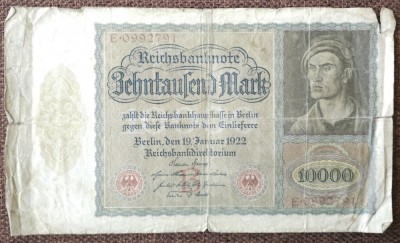 E·0992791
Reichsbanknote
Zehntausend Mark
zahlt die Reichsbankhauptkasse in Berlin
gegen diese Banknote dem Einlieferer
Berlin, den 19. Januar 1922
Reichsbankdirektorium
10000
E·0992791